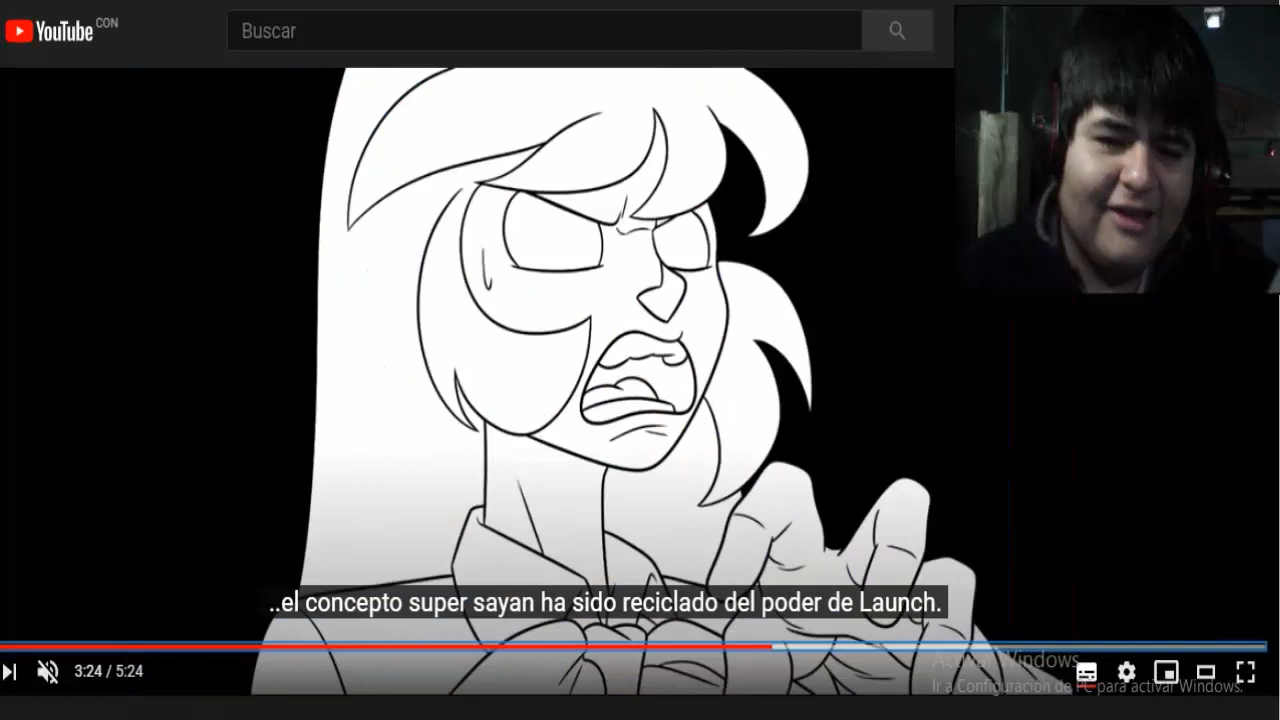 YouTube CON
Buscar
..el concepto super sayan ha sido reciclado del poder de Launch.
3:24 / 5:24
Activar Windows
Ir a Configuración de PC para activar Windows.